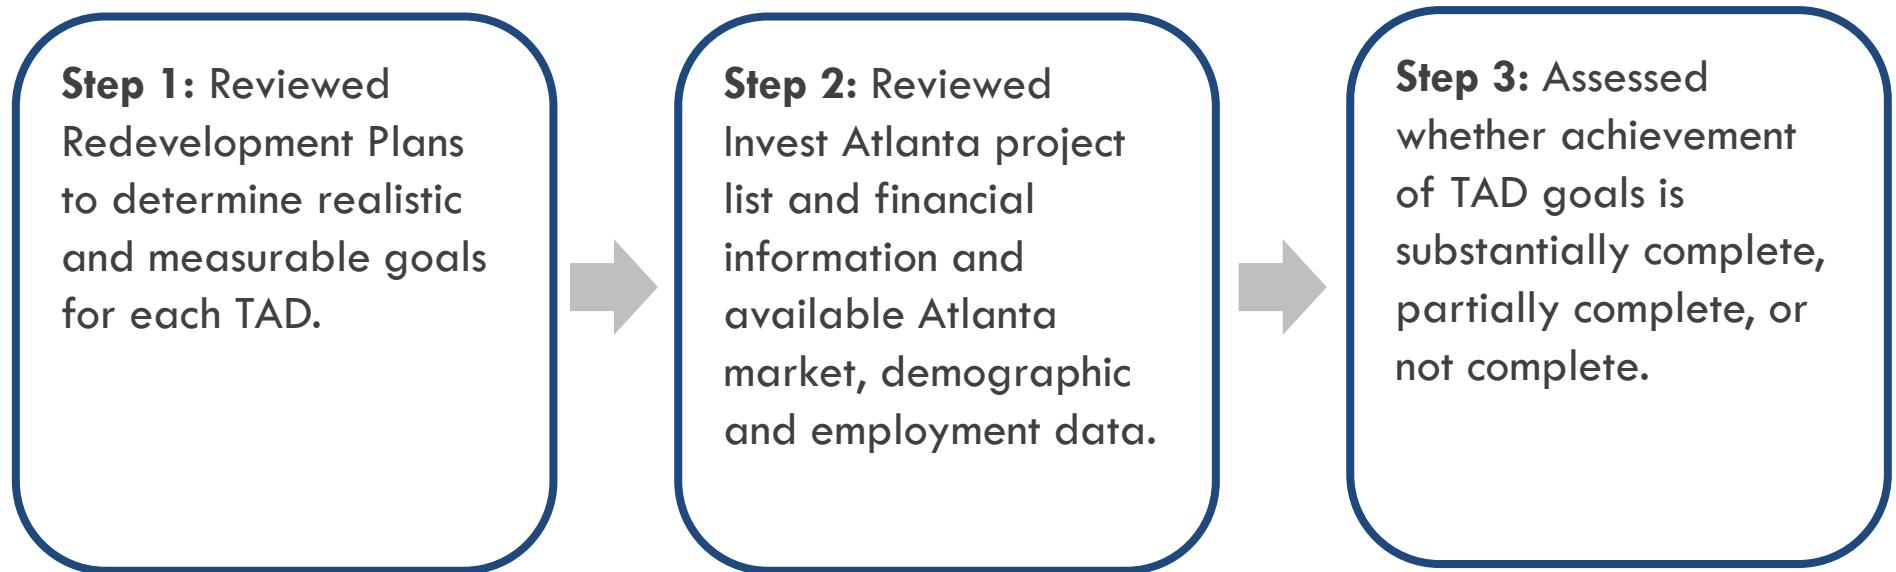 Step 1: Reviewed
Redevelopment Plans
to determine realistic
and measurable goals
for each TAD.
Step 2: Reviewed
Invest Atlanta project
list and financial
information and
available Atlanta
market, demographic
and employment data.
Step 3: Assessed
whether achievement
of TAD goals is
substantially complete,
partially complete, or
not complete.